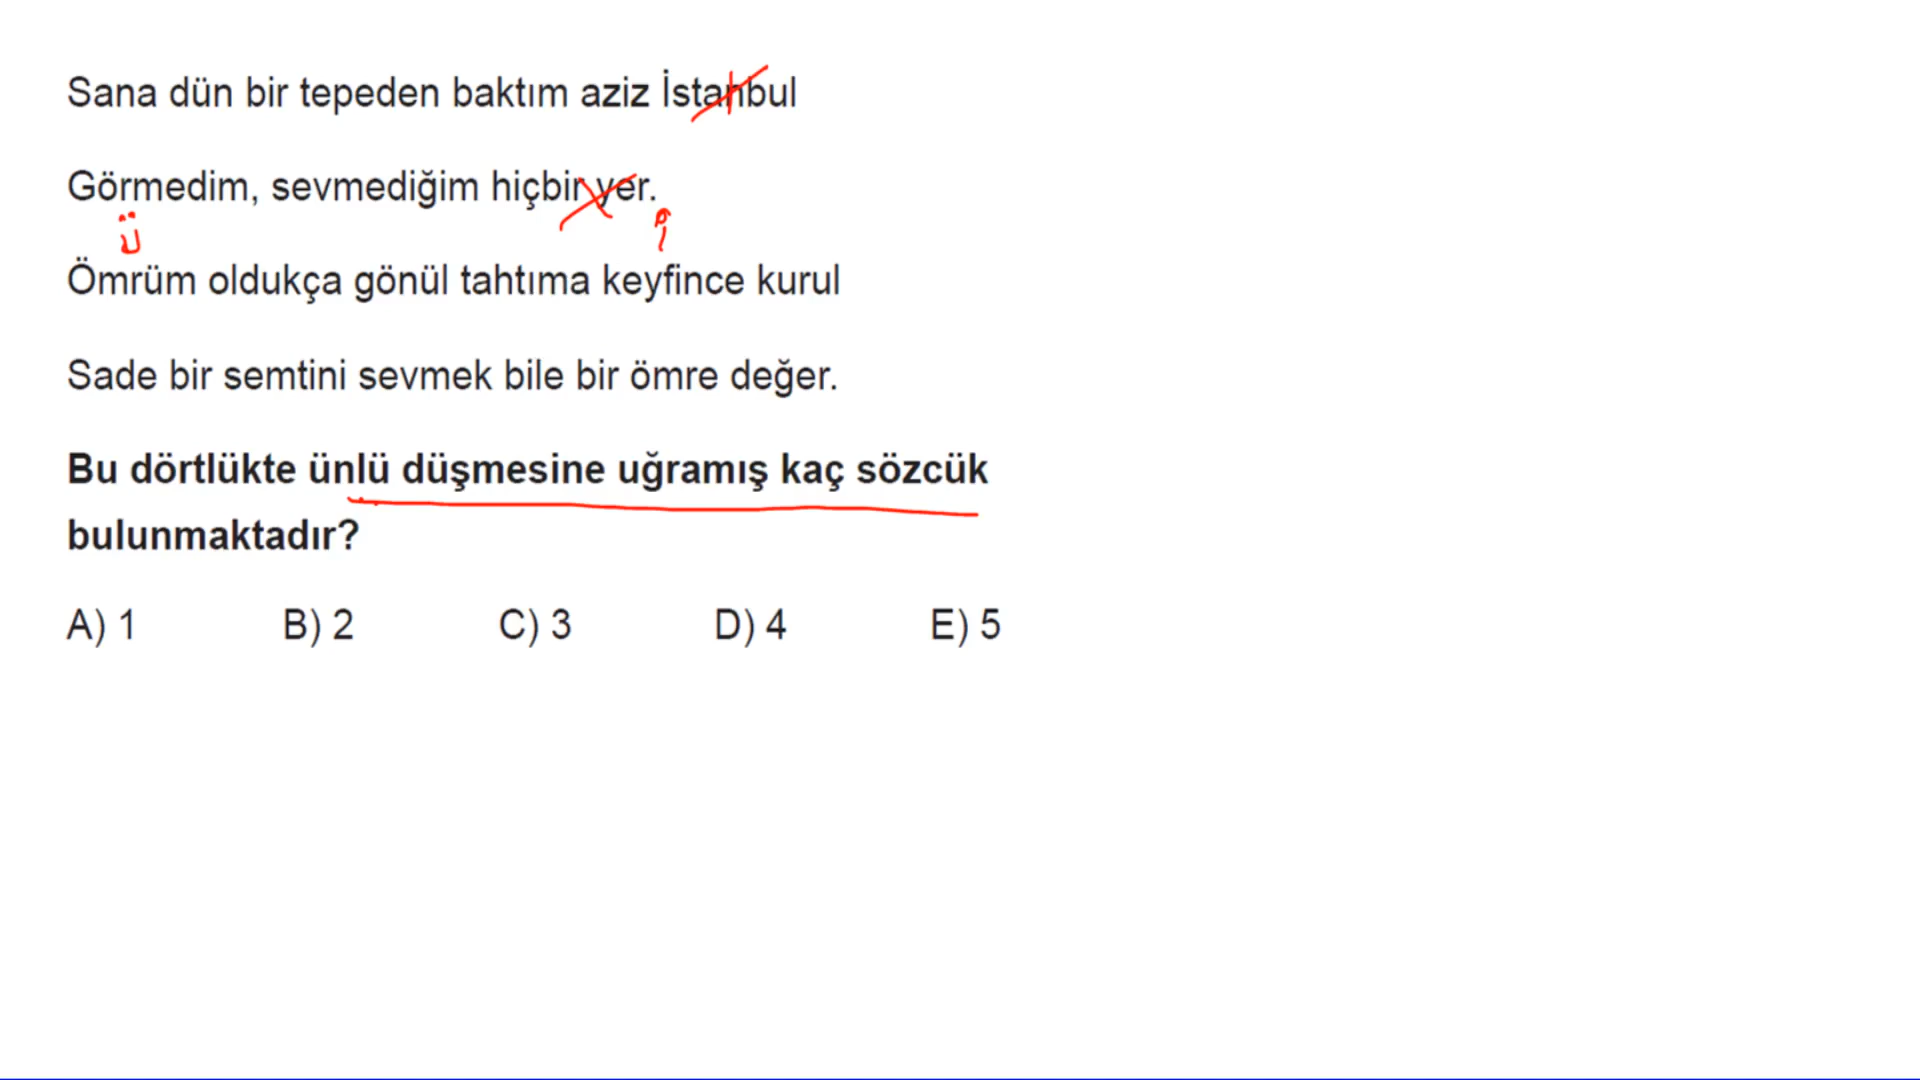 Sana dün bir tepeden baktım aziz İstanbul
Görmedim, sevmediğim hiçbir yer.
ü i
Ömrüm oldukça gönül tahtıma keyfince kurul
Sade bir semtini sevmek bile bir ömre değer.
Bu dörtlükte ünlü düşmesine uğramış kaç sözcük
bulunmaktadır?
A) 1 B) 2 C) 3 D) 4 E) 5